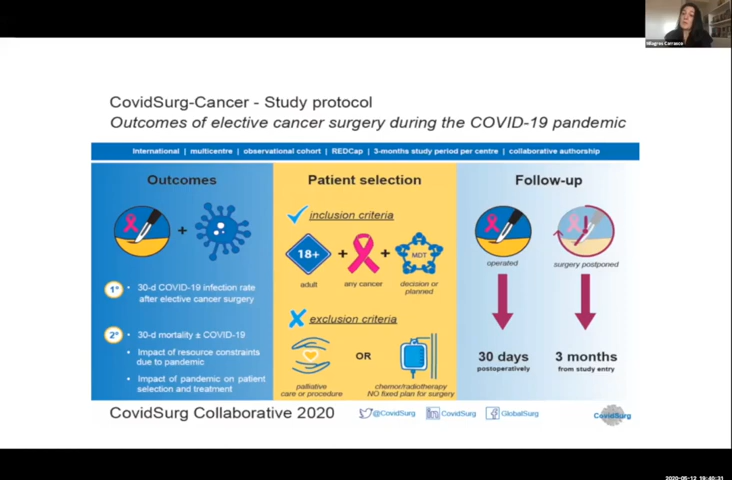 Milagros Carrasco
CovidSurg-Cancer - Study protocol
Outcomes of elective cancer surgery during the COVID-19 pandemic
International | multicentre | observational cohort | REDCap | 3-months study period per centre | collaborative authorship
Outcomes
1°
• 30-d COVID-19 infection rate
after elective cancer surgery
2°
• 30-d mortality ± COVID-19
• Impact of resource constraints
due to pandemic
• Impact of pandemic on patient
selection and treatment
Patient selection
inclusion criteria
18+
+
+
MDT
adult
any cancer
decision or
planned
exclusion criteria
OR
palliative
care or procedure
chemor/radiotherapy
NO fixed plan for surgery
Follow-up
operated
surgery postponed
30 days
postoperatively
3 months
from study entry
CovidSurg Collaborative 2020
@CovidSurg
CovidSurg
GlobalSurg
CovidSurg
2020-05-12 19:40:31